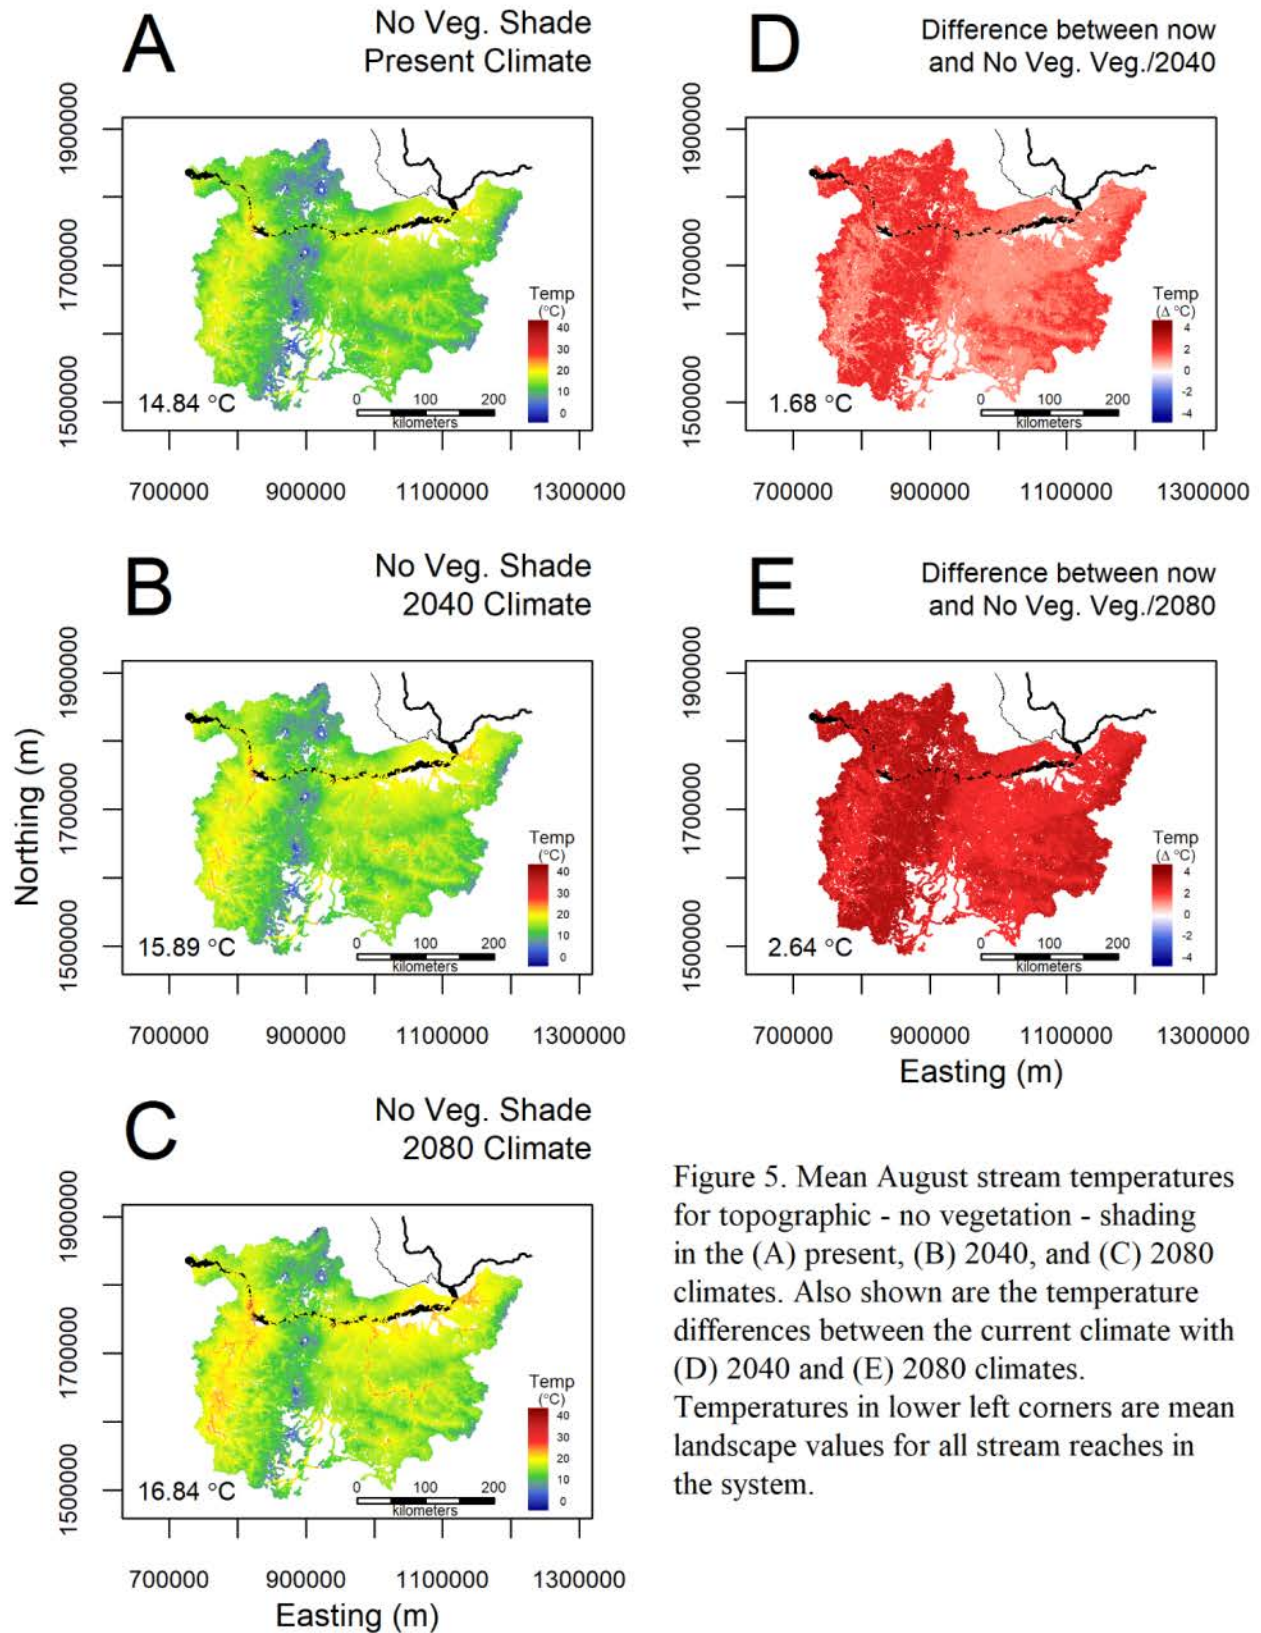 A
No Veg. Shade
Present Climate
1900000
1700000
1500000
14.84 °C
Temp
(°C)
40
30
20
10
0
0 100 200
kilometers
700000 900000 1100000 1300000
D
Difference between now
and No Veg. Veg./2040
1900000
1700000
1500000
1.68 °C
Temp
(Δ °C)
4
2
0
-2
-4
0 100 200
kilometers
700000 900000 1100000 1300000
B
No Veg. Shade
2040 Climate
Northing (m)
1900000
1700000
1500000
15.89 °C
Temp
(°C)
40
30
20
10
0
0 100 200
kilometers
700000 900000 1100000 1300000
E
Difference between now
and No Veg. Veg./2080
1900000
1700000
1500000
2.64 °C
Temp
(Δ °C)
4
2
0
-2
-4
0 100 200
kilometers
700000 900000 1100000 1300000
Easting (m)
C
No Veg. Shade
2080 Climate
1900000
1700000
1500000
16.84 °C
Temp
(°C)
40
30
20
10
0
0 100 200
kilometers
700000 900000 1100000 1300000
Easting (m)
Figure 5. Mean August stream temperatures
for topographic - no vegetation - shading
in the (A) present, (B) 2040, and (C) 2080
climates. Also shown are the temperature
differences between the current climate with
(D) 2040 and (E) 2080 climates.
Temperatures in lower left corners are mean
landscape values for all stream reaches in
the system.